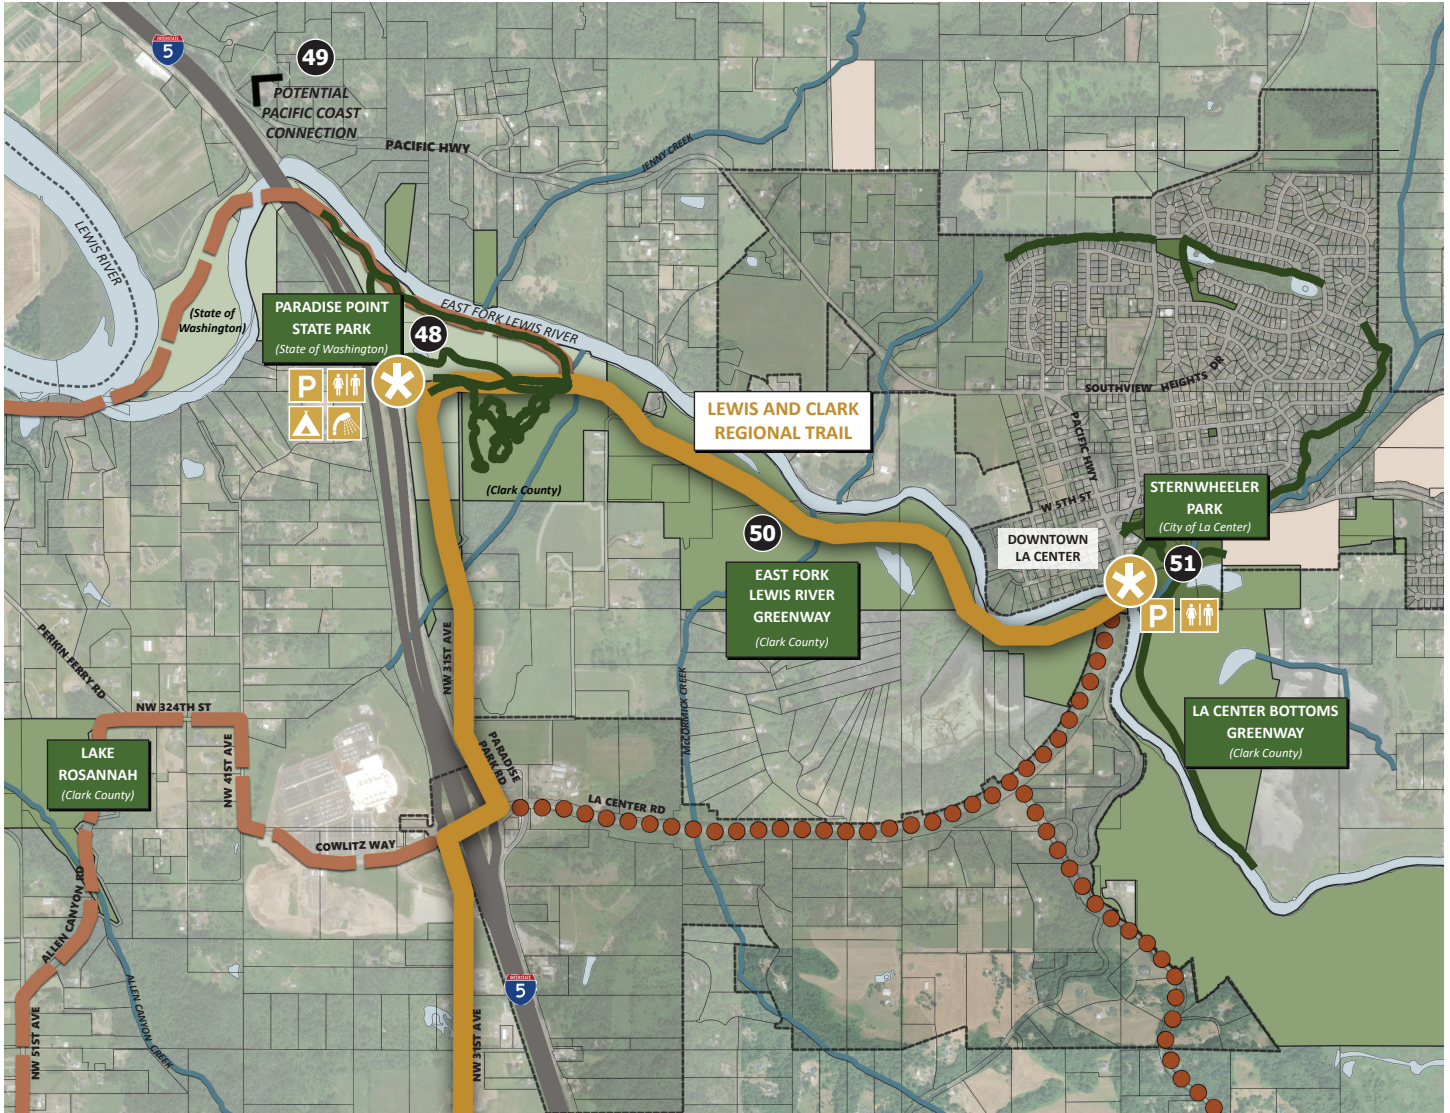 INTERSTATE
5
49
POTENTIAL
PACIFIC COAST
CONNECTION
PACIFIC HWY
JENNY CREEK
LEWIS RIVER
(State of
Washington)
PARADISE POINT
STATE PARK
(State of Washington)
48
EAST FORK LEWIS RIVER
P
LEWIS AND CLARK
REGIONAL TRAIL
SOUTHVIEW HEIGHTS DR
PACIFIC HWY
W 5TH ST
STERNWHEELER
PARK
(City of La Center)
(Clark County)
50
DOWNTOWN
LA CENTER
51
P
EAST FORK
LEWIS RIVER
GREENWAY
(Clark County)
NW 31ST AVE
PERKIN FERRY RD
NW 324TH ST
NW 41ST AVE
LAKE
ROSANNAH
(Clark County)
McCORMICK CREEK
LA CENTER BOTTOMS
GREENWAY
(Clark County)
PARADISE
PARK RD
LA CENTER RD
COWLITZ WAY
ALLEN CANYON RD
ALLEN CANYON CREEK
INTERSTATE
5
NW 51ST AVE
NW 31ST AVE